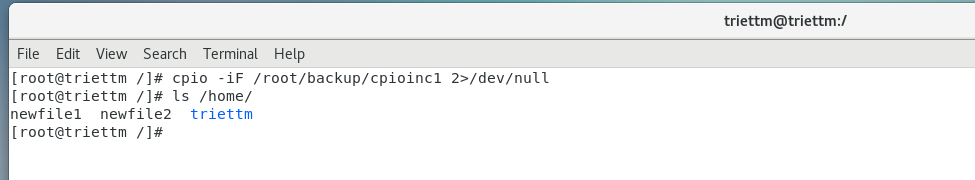 triettm@triettm:/
File Edit View Search Terminal Help
[root@triettm /]# cpio -iF /root/backup/cpioinc1 2>/dev/null
[root@triettm /]# ls /home/
newfile1  newfile2  triettm
[root@triettm /]#